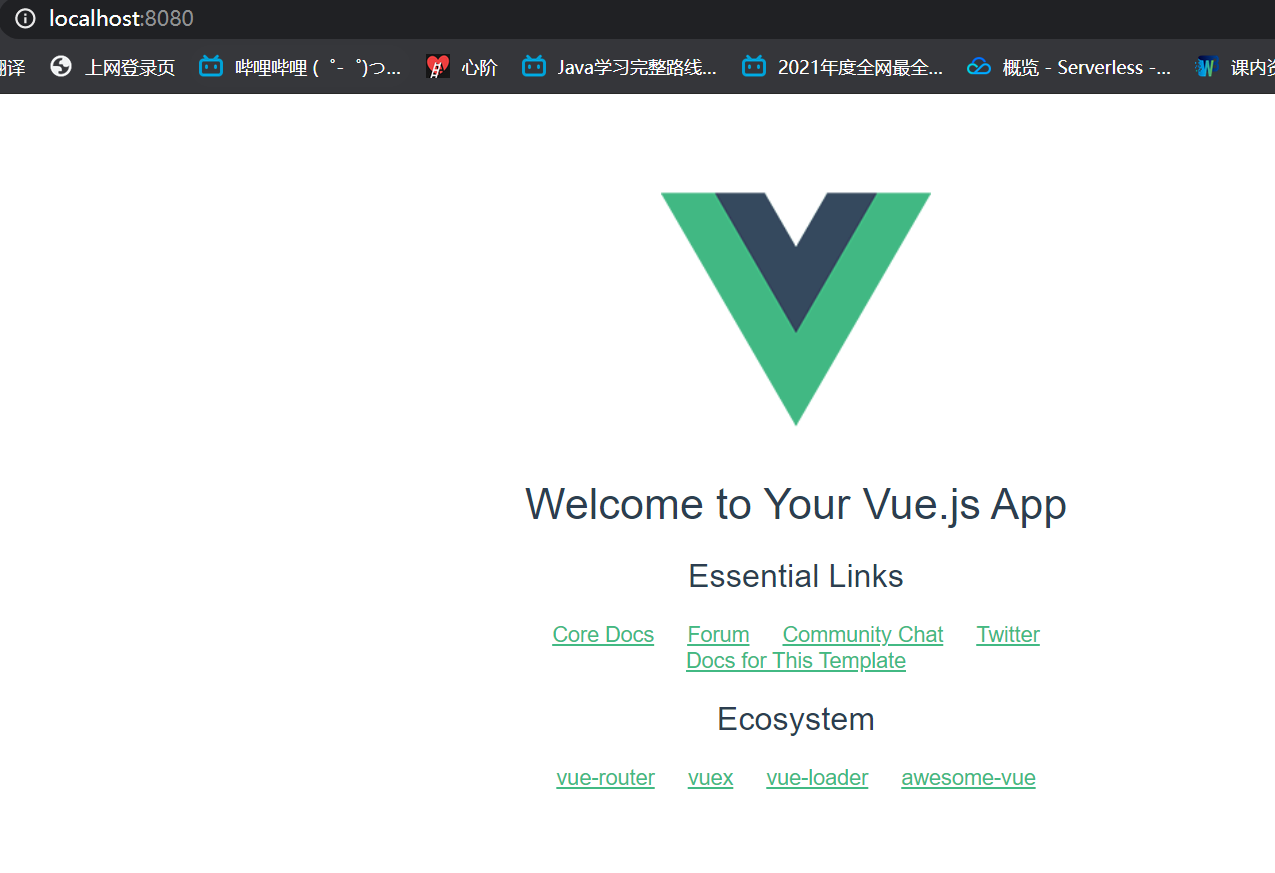 localhost:8080
翻译 上网登录页 哔哩哔哩 ( ゜- ゜)つ... 心阶 Java学习完整路线... 2021年度全网最全... 概览 - Serverless -... 课内资
Welcome to Your Vue.js App
Essential Links
Core Docs Forum Community Chat Twitter
Docs for This Template
Ecosystem
vue-router vuex vue-loader awesome-vue